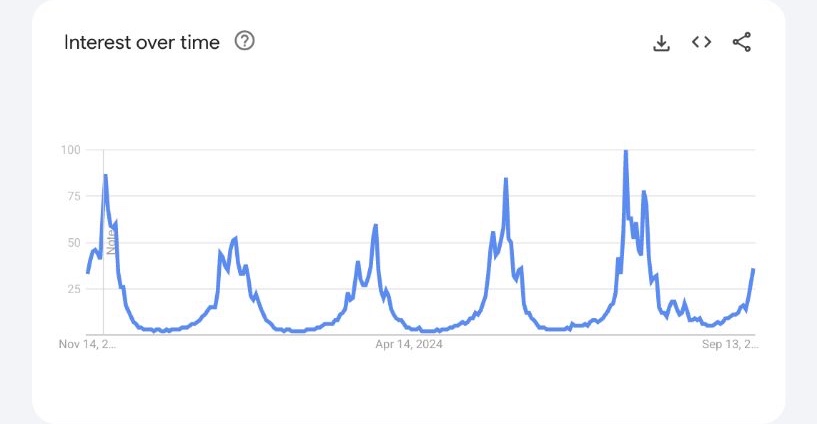 Interest over time
100
75
50
25
Note
Nov 14, 2...
Apr 14, 2024
Sep 13, 2...